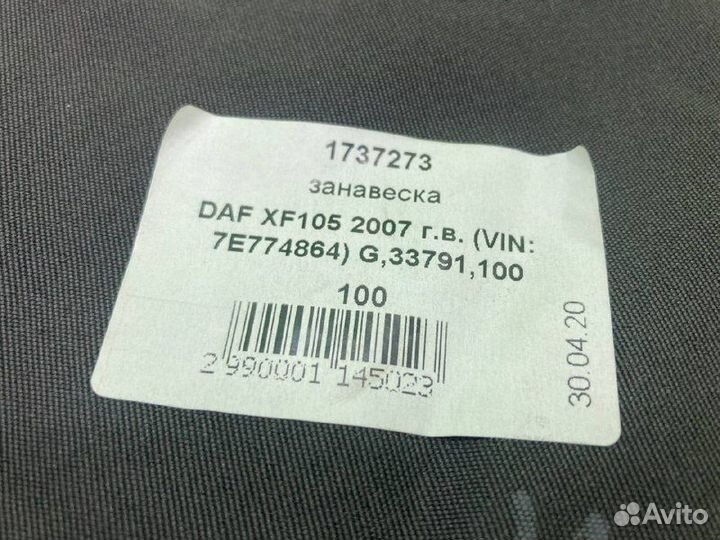 1737273
занавеска
DAF XF105 2007 г.в. (VIN:
7E774864) G,33791,100
100
2 990001 145023
30.04.20
Avito